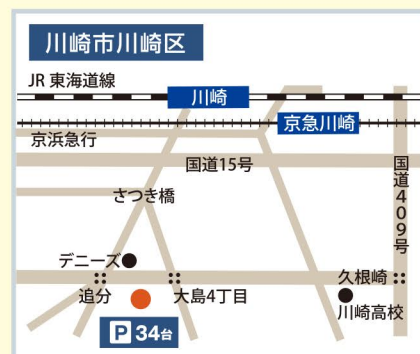 川崎市川崎区
JR 東海道線
川崎
京急川崎
京浜急行
国道15号
さつき橋
国道409号
デニーズ
久根崎
追分
大島4丁目
川崎高校
P 34台